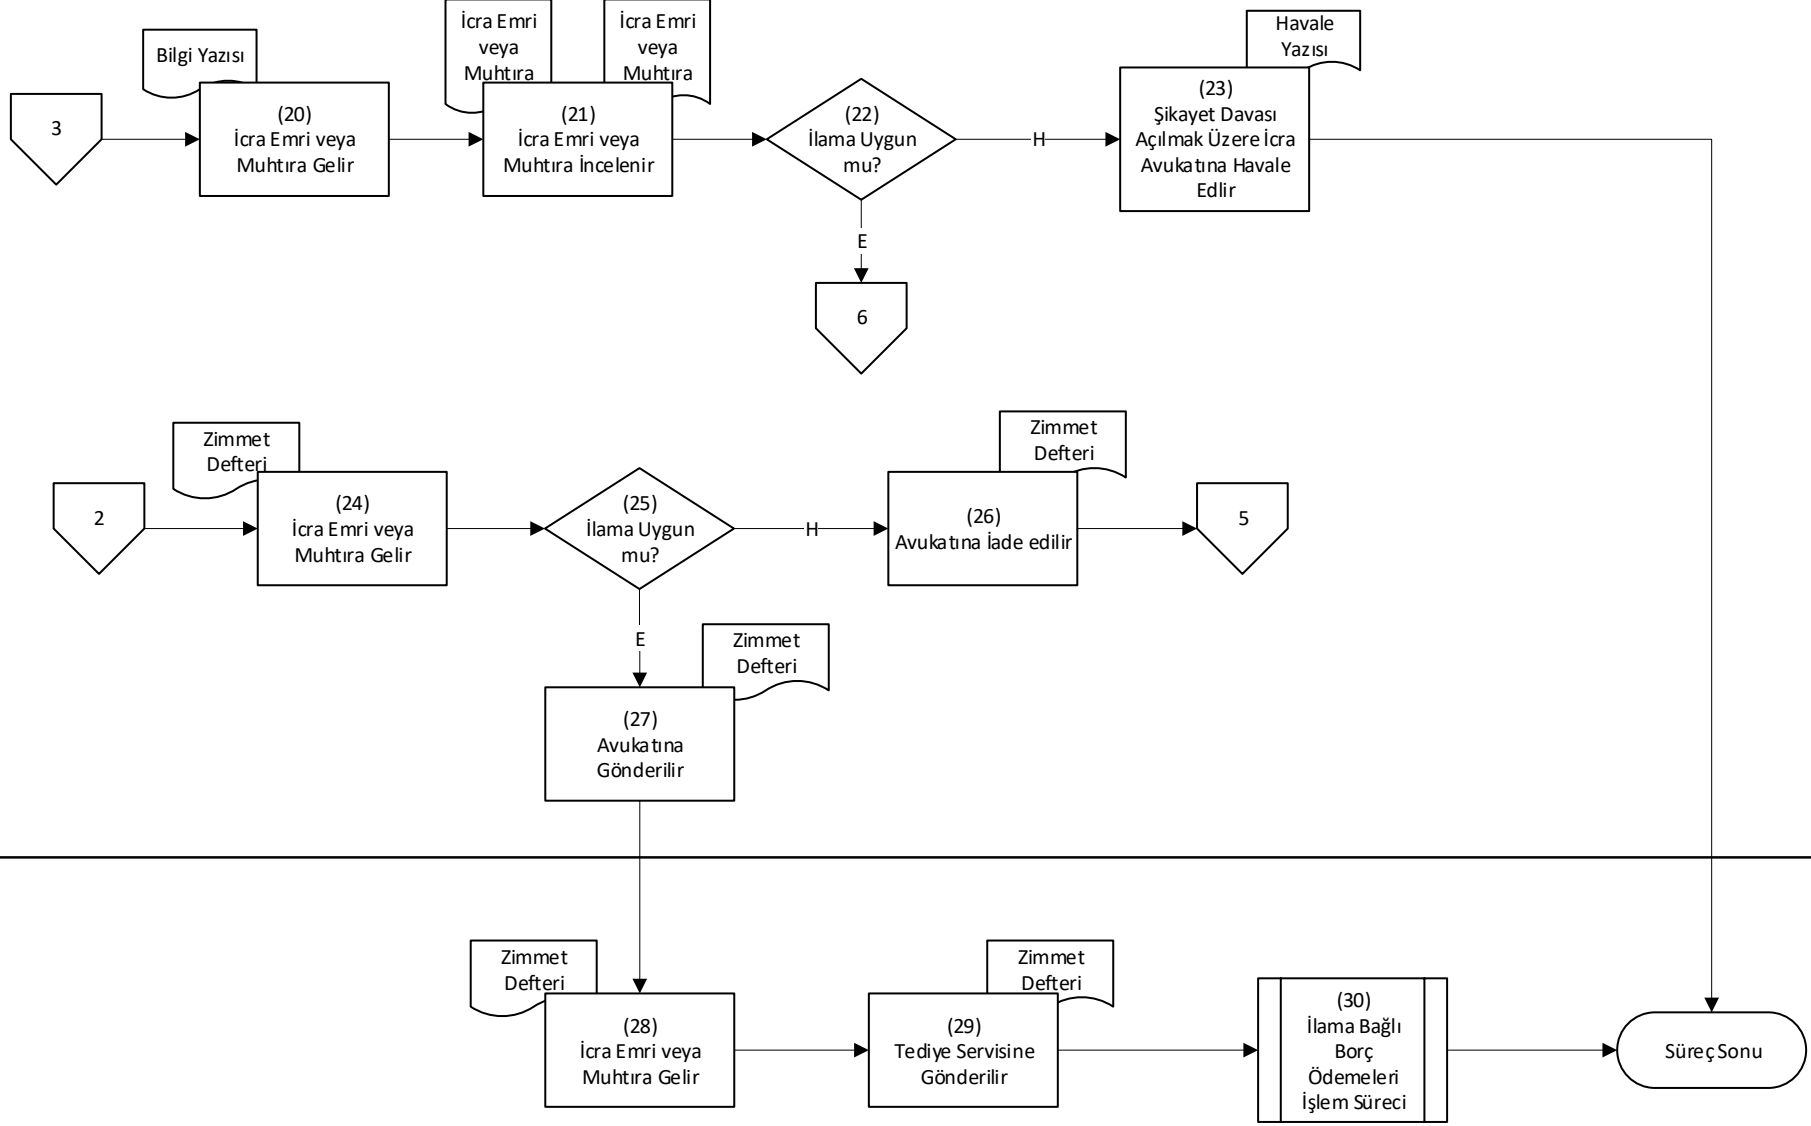 Bilgi Yazısı
İcra Emri
veya
Muhtıra
İcra Emri
veya
Muhtıra
Havale
Yazısı
3
(20)
İcra Emri veya
Muhtıra Gelir
(21)
İcra Emri veya
Muhtıra İncelenir
(22)
İlama Uygun
mu?
H
(23)
Şikayet Davası
Açılmak Üzere İcra
Avukatına Havale
Edlir
E
6
Zimmet
Defteri
Zimmet
Defteri
2
(24)
İcra Emri veya
Muhtıra Gelir
(25)
İlama Uygun
mu?
H
(26)
Avukatına İade edilir
5
E
Zimmet
Defteri
(27)
Avukatına
Gönderilir
Zimmet
Defteri
Zimmet
Defteri
(28)
İcra Emri veya
Muhtıra Gelir
(29)
Tediye Servisine
Gönderilir
(30)
İlama Bağlı
Borç
Ödemeleri
İşlem Süreci
Süreç Sonu